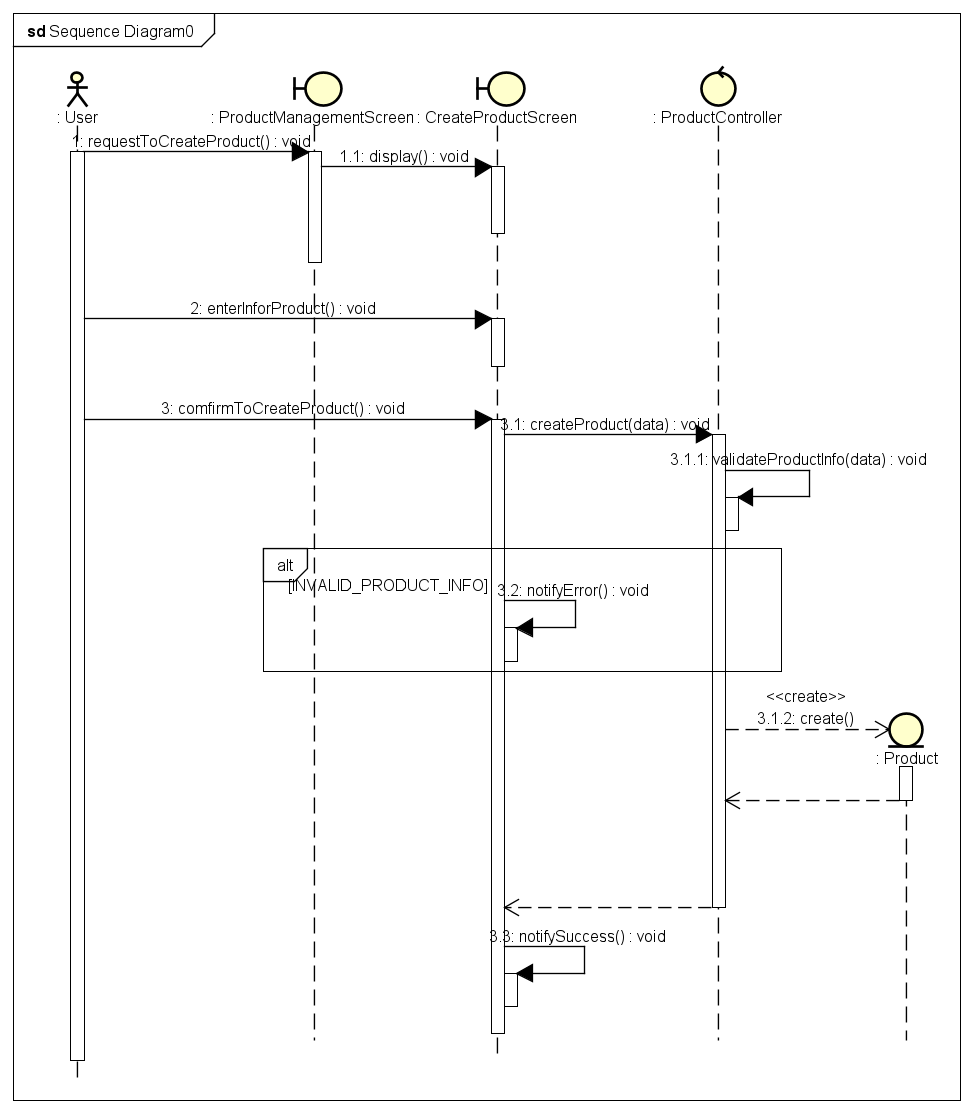 sd Sequence Diagram0
: User
: ProductManagementScreen
: CreateProductScreen
: ProductController
1: requestToCreateProduct() : void
1.1: display() : void
2: enterInforProduct() : void
3: comfirmToCreateProduct() : void
3.1: createProduct(data) : void
3.1.1: validateProductInfo(data) : void
alt
[INVALID_PRODUCT_INFO]
3.2: notifyError() : void
<<create>>
3.1.2: create()
: Product
3.3: notifySuccess() : void